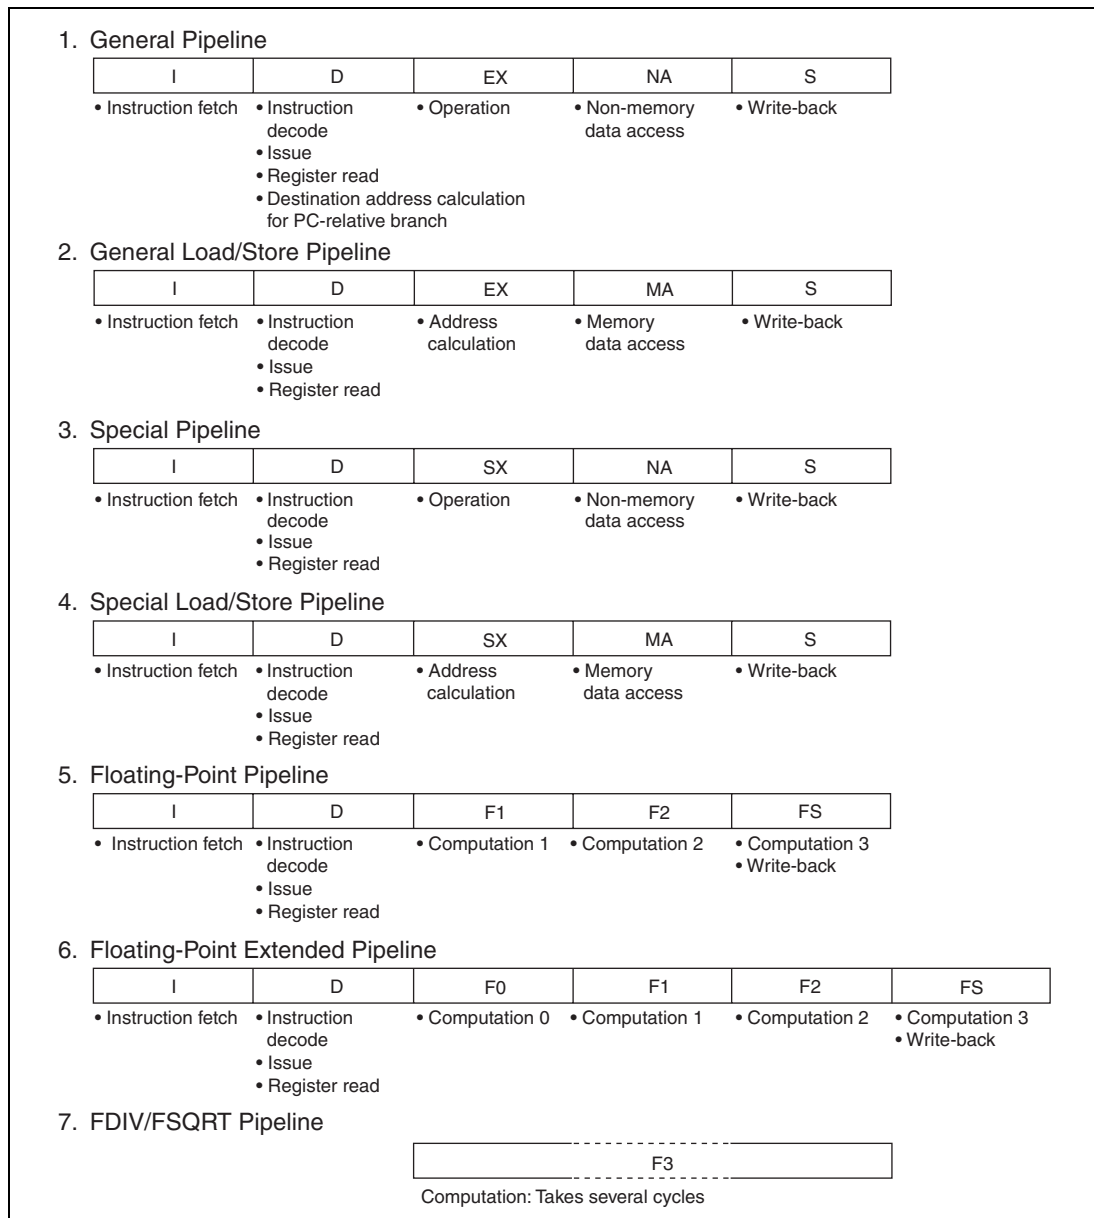 1. General Pipeline
I D EX NA S
• Instruction fetch • Instruction • Operation • Non-memory • Write-back
decode data access
• Issue
• Register read
• Destination address calculation
for PC-relative branch
2. General Load/Store Pipeline
I D EX MA S
• Instruction fetch • Instruction • Address • Memory • Write-back
decode calculation data access
• Issue
• Register read
3. Special Pipeline
I D SX NA S
• Instruction fetch • Instruction • Operation • Non-memory • Write-back
decode data access
• Issue
• Register read
4. Special Load/Store Pipeline
I D SX MA S
• Instruction fetch • Instruction • Address • Memory • Write-back
decode calculation data access
• Issue
• Register read
5. Floating-Point Pipeline
I D F1 F2 FS
• Instruction fetch • Instruction • Computation 1 • Computation 2 • Computation 3
decode • Write-back
• Issue
• Register read
6. Floating-Point Extended Pipeline
I D F0 F1 F2 FS
• Instruction fetch • Instruction • Computation 0 • Computation 1 • Computation 2 • Computation 3
decode • Write-back
• Issue
• Register read
7. FDIV/FSQRT Pipeline
F3
Computation: Takes several cycles